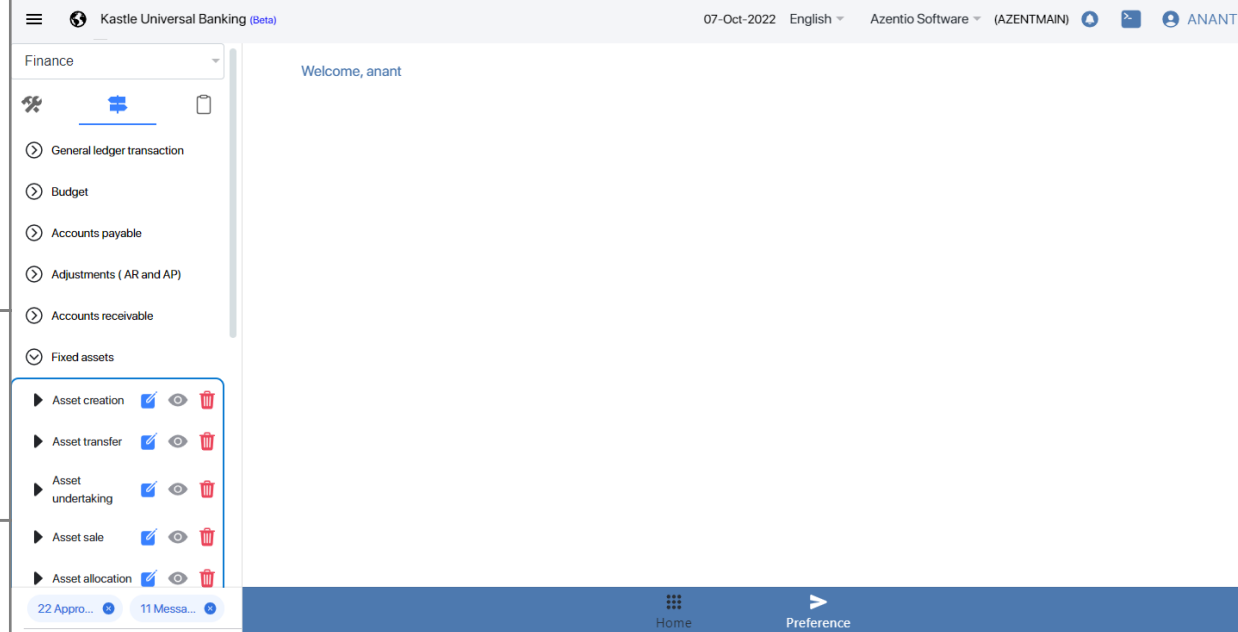 Kastle Universal Banking (Beta)
07-Oct-2022 English Azentio Software (AZENTMAIN) ANANT
Finance
Welcome, anant
General ledger transaction
Budget
Accounts payable
Adjustments ( AR and AP)
Accounts receivable
Fixed assets
Asset creation
Asset transfer
Asset
undertaking
Asset sale
Asset allocation
22 Appro... 11 Messa...
Home Preference